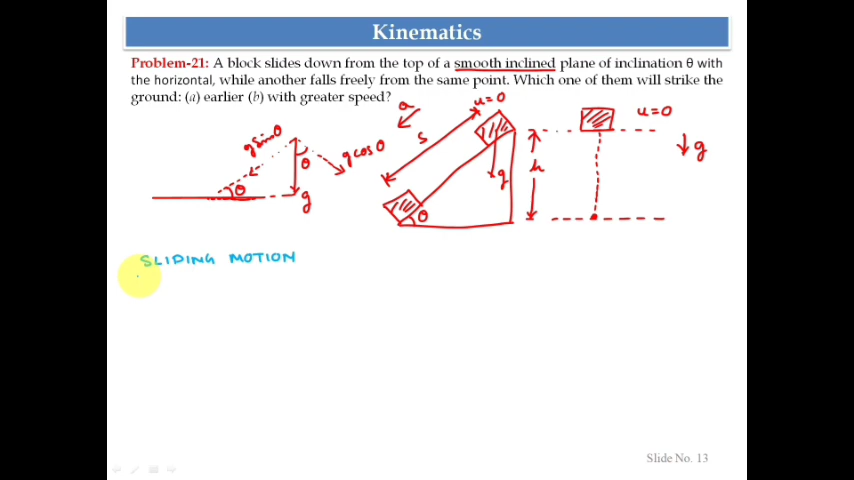 Kinematics
Problem-21: A block slides down from the top of a smooth inclined plane of inclination θ with
the horizontal, while another falls freely from the same point. Which one of them will strike the
ground: (a) earlier (b) with greater speed?
a
u=0
u=0
g sinθ
g cosθ
θ
θ
g
s
g
θ
h
g
SLIDING MOTION
Slide No. 13